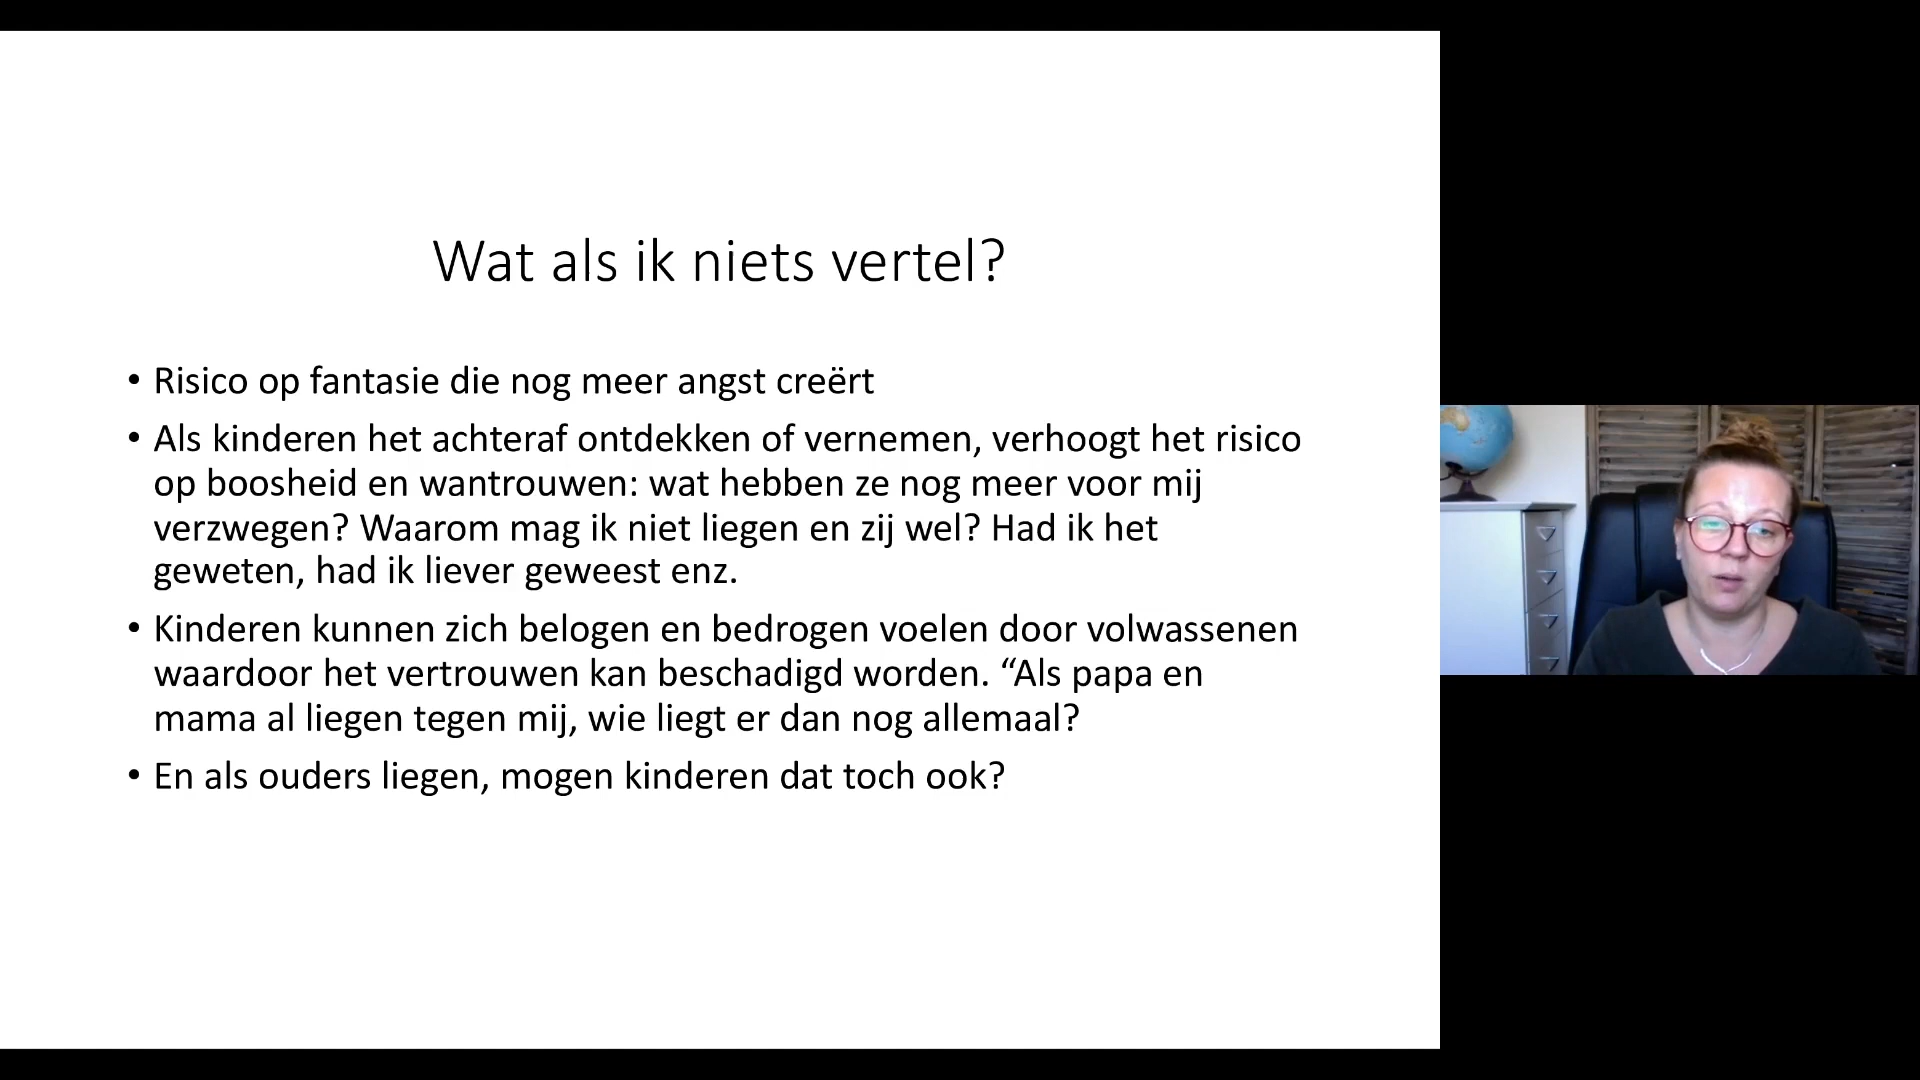 Wat als ik niets vertel?
• Risico op fantasie die nog meer angst creërt
• Als kinderen het achteraf ontdekken of vernemen, verhoogt het risico
op boosheid en wantrouwen: wat hebben ze nog meer voor mij
verzwegen? Waarom mag ik niet liegen en zij wel? Had ik het
geweten, had ik liever geweest enz.
• Kinderen kunnen zich belogen en bedrogen voelen door volwassenen
waardoor het vertrouwen kan beschadigd worden. “Als papa en
mama al liegen tegen mij, wie liegt er dan nog allemaal?
• En als ouders liegen, mogen kinderen dat toch ook?